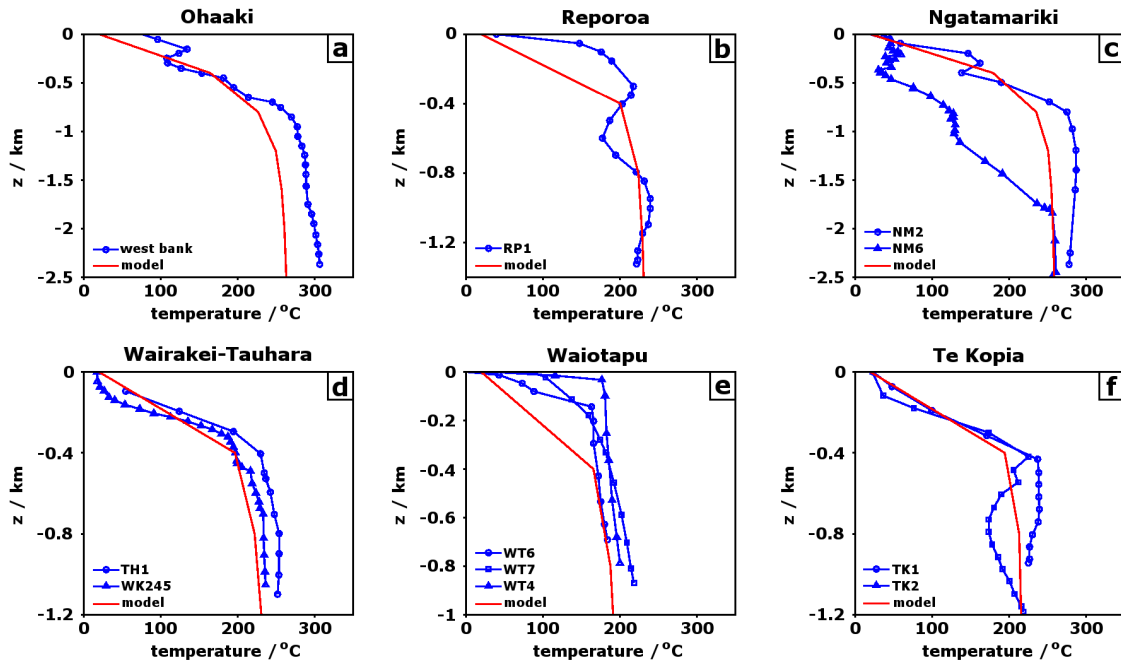 Ohaaki
a
0
-0.5
-1
-1.5
-2
-2.5
z / km
west bank
model
0 100 200 300
temperature / °C
Reporoa
b
0
-0.4
-0.8
-1.2
z / km
RP1
model
0 100 200 300
temperature / °C
Ngatamariki
c
0
-0.5
-1
-1.5
-2
-2.5
z / km
NM2
NM6
model
0 100 200 300
temperature / °C
Wairakei-Tauhara
d
0
-0.4
-0.8
-1.2
z / km
TH1
WK245
model
0 100 200 300
temperature / °C
Waiotapu
e
0
-0.2
-0.4
-0.6
-0.8
-1
z / km
WT6
WT7
WT4
model
0 100 200 300
temperature / °C
Te Kopia
f
0
-0.4
-0.8
-1.2
z / km
TK1
TK2
model
0 100 200 300
temperature / °C